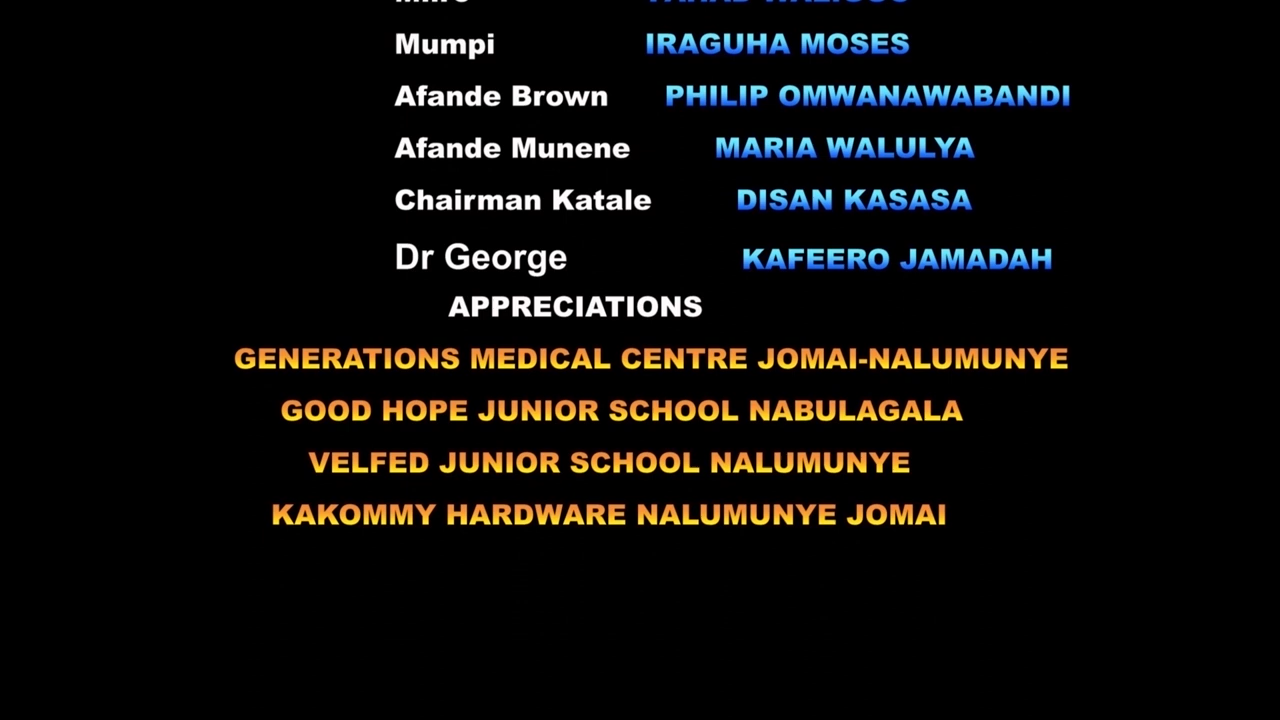 Mumpi IRAGUHA MOSES
Afande Brown PHILIP OMWANAWABANDI
Afande Munene MARIA WALULYA
Chairman Katale DISAN KASASA
Dr George KAFEERO JAMADAH
APPRECIATIONS
GENERATIONS MEDICAL CENTRE JOMAI-NALUMUNYE
GOOD HOPE JUNIOR SCHOOL NABULAGALA
VELFED JUNIOR SCHOOL NALUMUNYE
KAKOMMY HARDWARE NALUMUNYE JOMAI